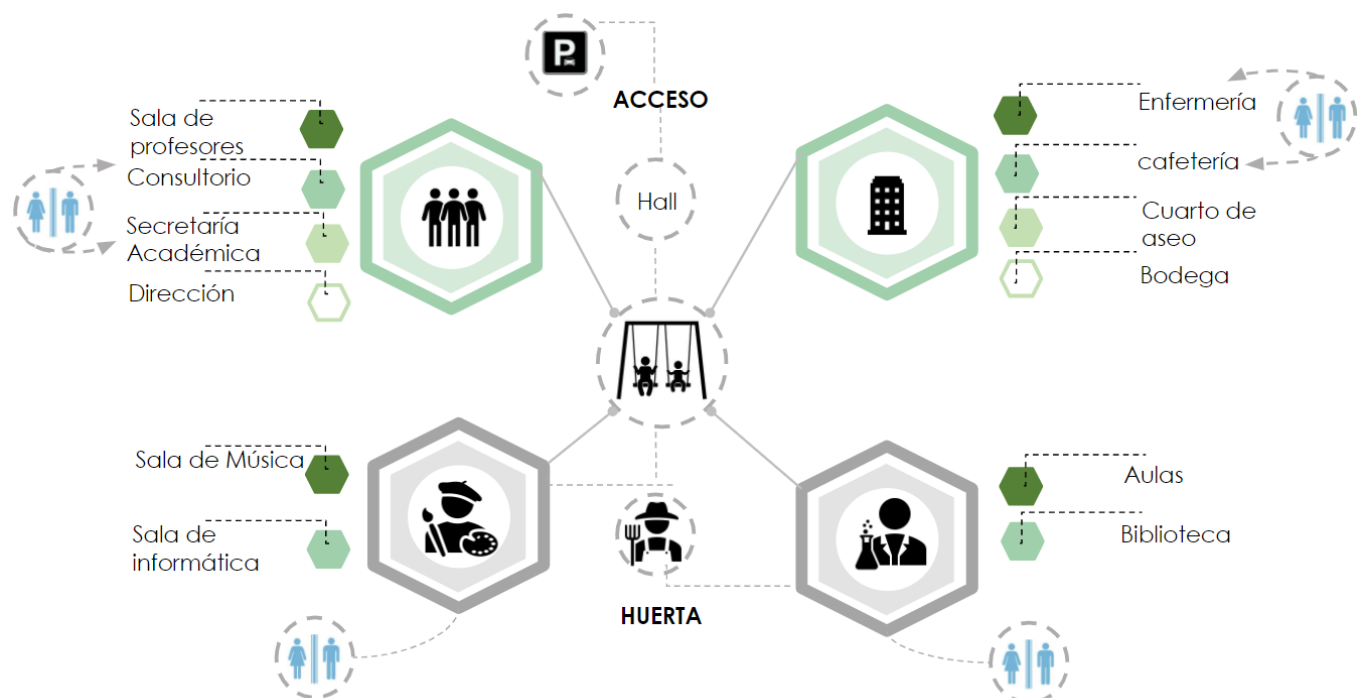 P
ACCESO
Hall
Sala de
profesores
Consultorio
Secretaría
Académica
Dirección
Enfermería
cafetería
Cuarto de
aseo
Bodega
Sala de Música
Sala de
informática
HUERTA
Aulas
Biblioteca